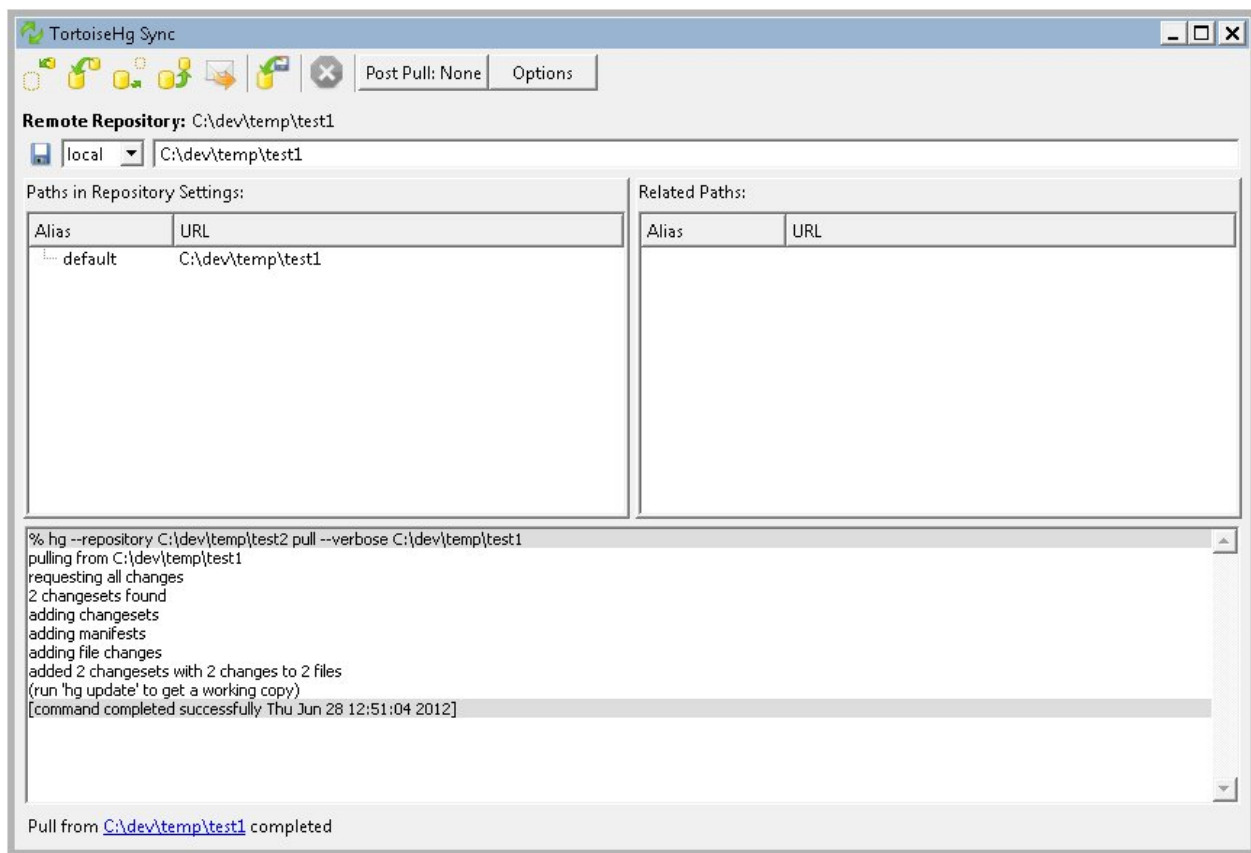 TortoiseHg Sync
Post Pull: None Options
Remote Repository: C:\dev\temp\test1
local C:\dev\temp\test1
Paths in Repository Settings: Related Paths:
Alias URL Alias URL
default C:\dev\temp\test1
% hg --repository C:\dev\temp\test2 pull --verbose C:\dev\temp\test1
pulling from C:\dev\temp\test1
requesting all changes
2 changesets found
adding changesets
adding manifests
adding file changes
added 2 changesets with 2 changes to 2 files
(run 'hg update' to get a working copy)
[command completed successfully Thu Jun 28 12:51:04 2012]
Pull from C:\dev\temp\test1 completed